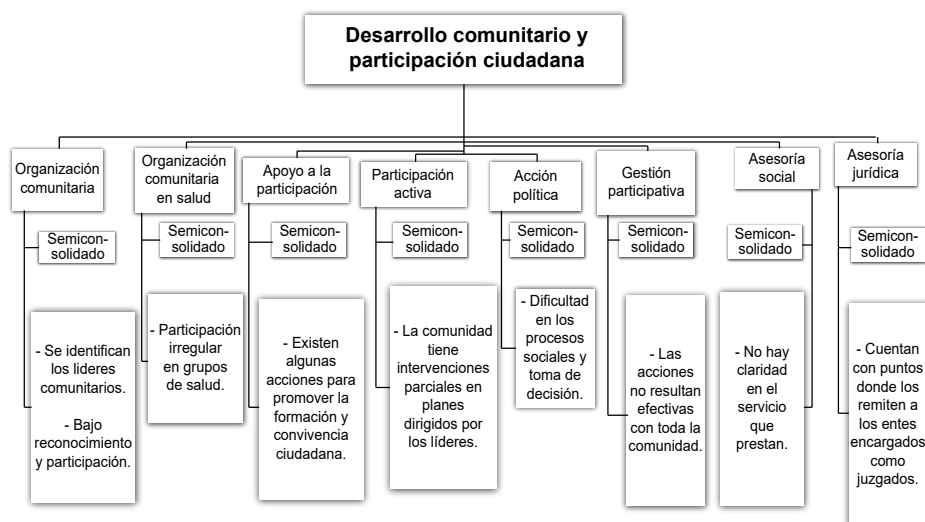 Desarrollo comunitario y
participación ciudadana
Organización
comunitaria
Organización
comunitaria
en salud
Apoyo a la
participación
Participación
activa
Acción
política
Gestión
participativa
Asesoría
social
Asesoría
jurídica
Semicon-
solidado
Semicon-
solidado
Semicon-
solidado
Semicon-
solidado
Semicon-
solidado
Semicon-
solidado
Semicon-
solidado
Semicon-
solidado
- Se identifican
los lideres
comunitarios.
- Bajo
reconocimiento
y participación.
- Participación
irregular
en grupos
de salud.
- Existen
algunas
acciones para
promover la
formación y
convivencia
ciudadana.
- La comunidad
tiene
intervenciones
parciales en
planes
dirigidos por
los líderes.
- Dificultad
en los
procesos
sociales y
toma de
decisión.
- Las
acciones
no resultan
efectivas
con toda la
comunidad.
- No hay
claridad
en el
servicio
que
prestan.
- Cuentan
con puntos
donde los
remiten a
los entes
encargados
como
juzgados.